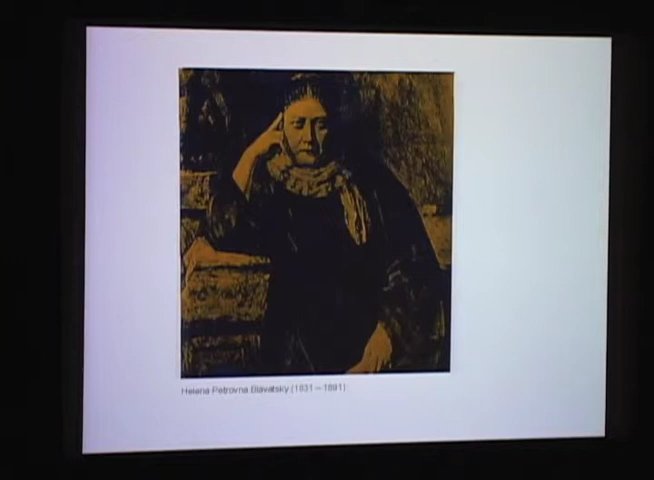 Helena Petrovna Blavatsky (1831 – 1891)